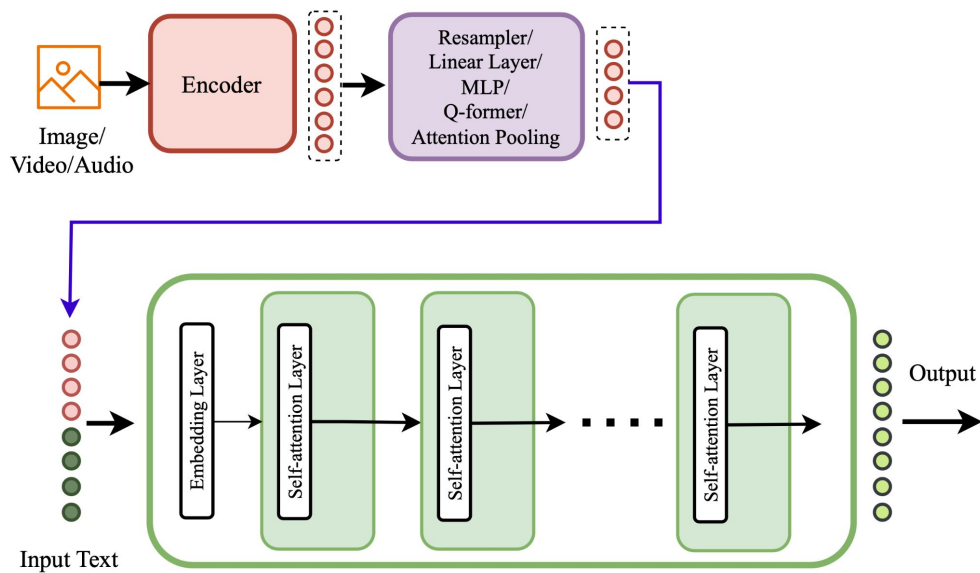 Image/
Video/Audio
Encoder
Resampler/
Linear Layer/
MLP/
Q-former/
Attention Pooling
Input Text
Embedding Layer
Self-attention Layer
Self-attention Layer
Self-attention Layer
Output